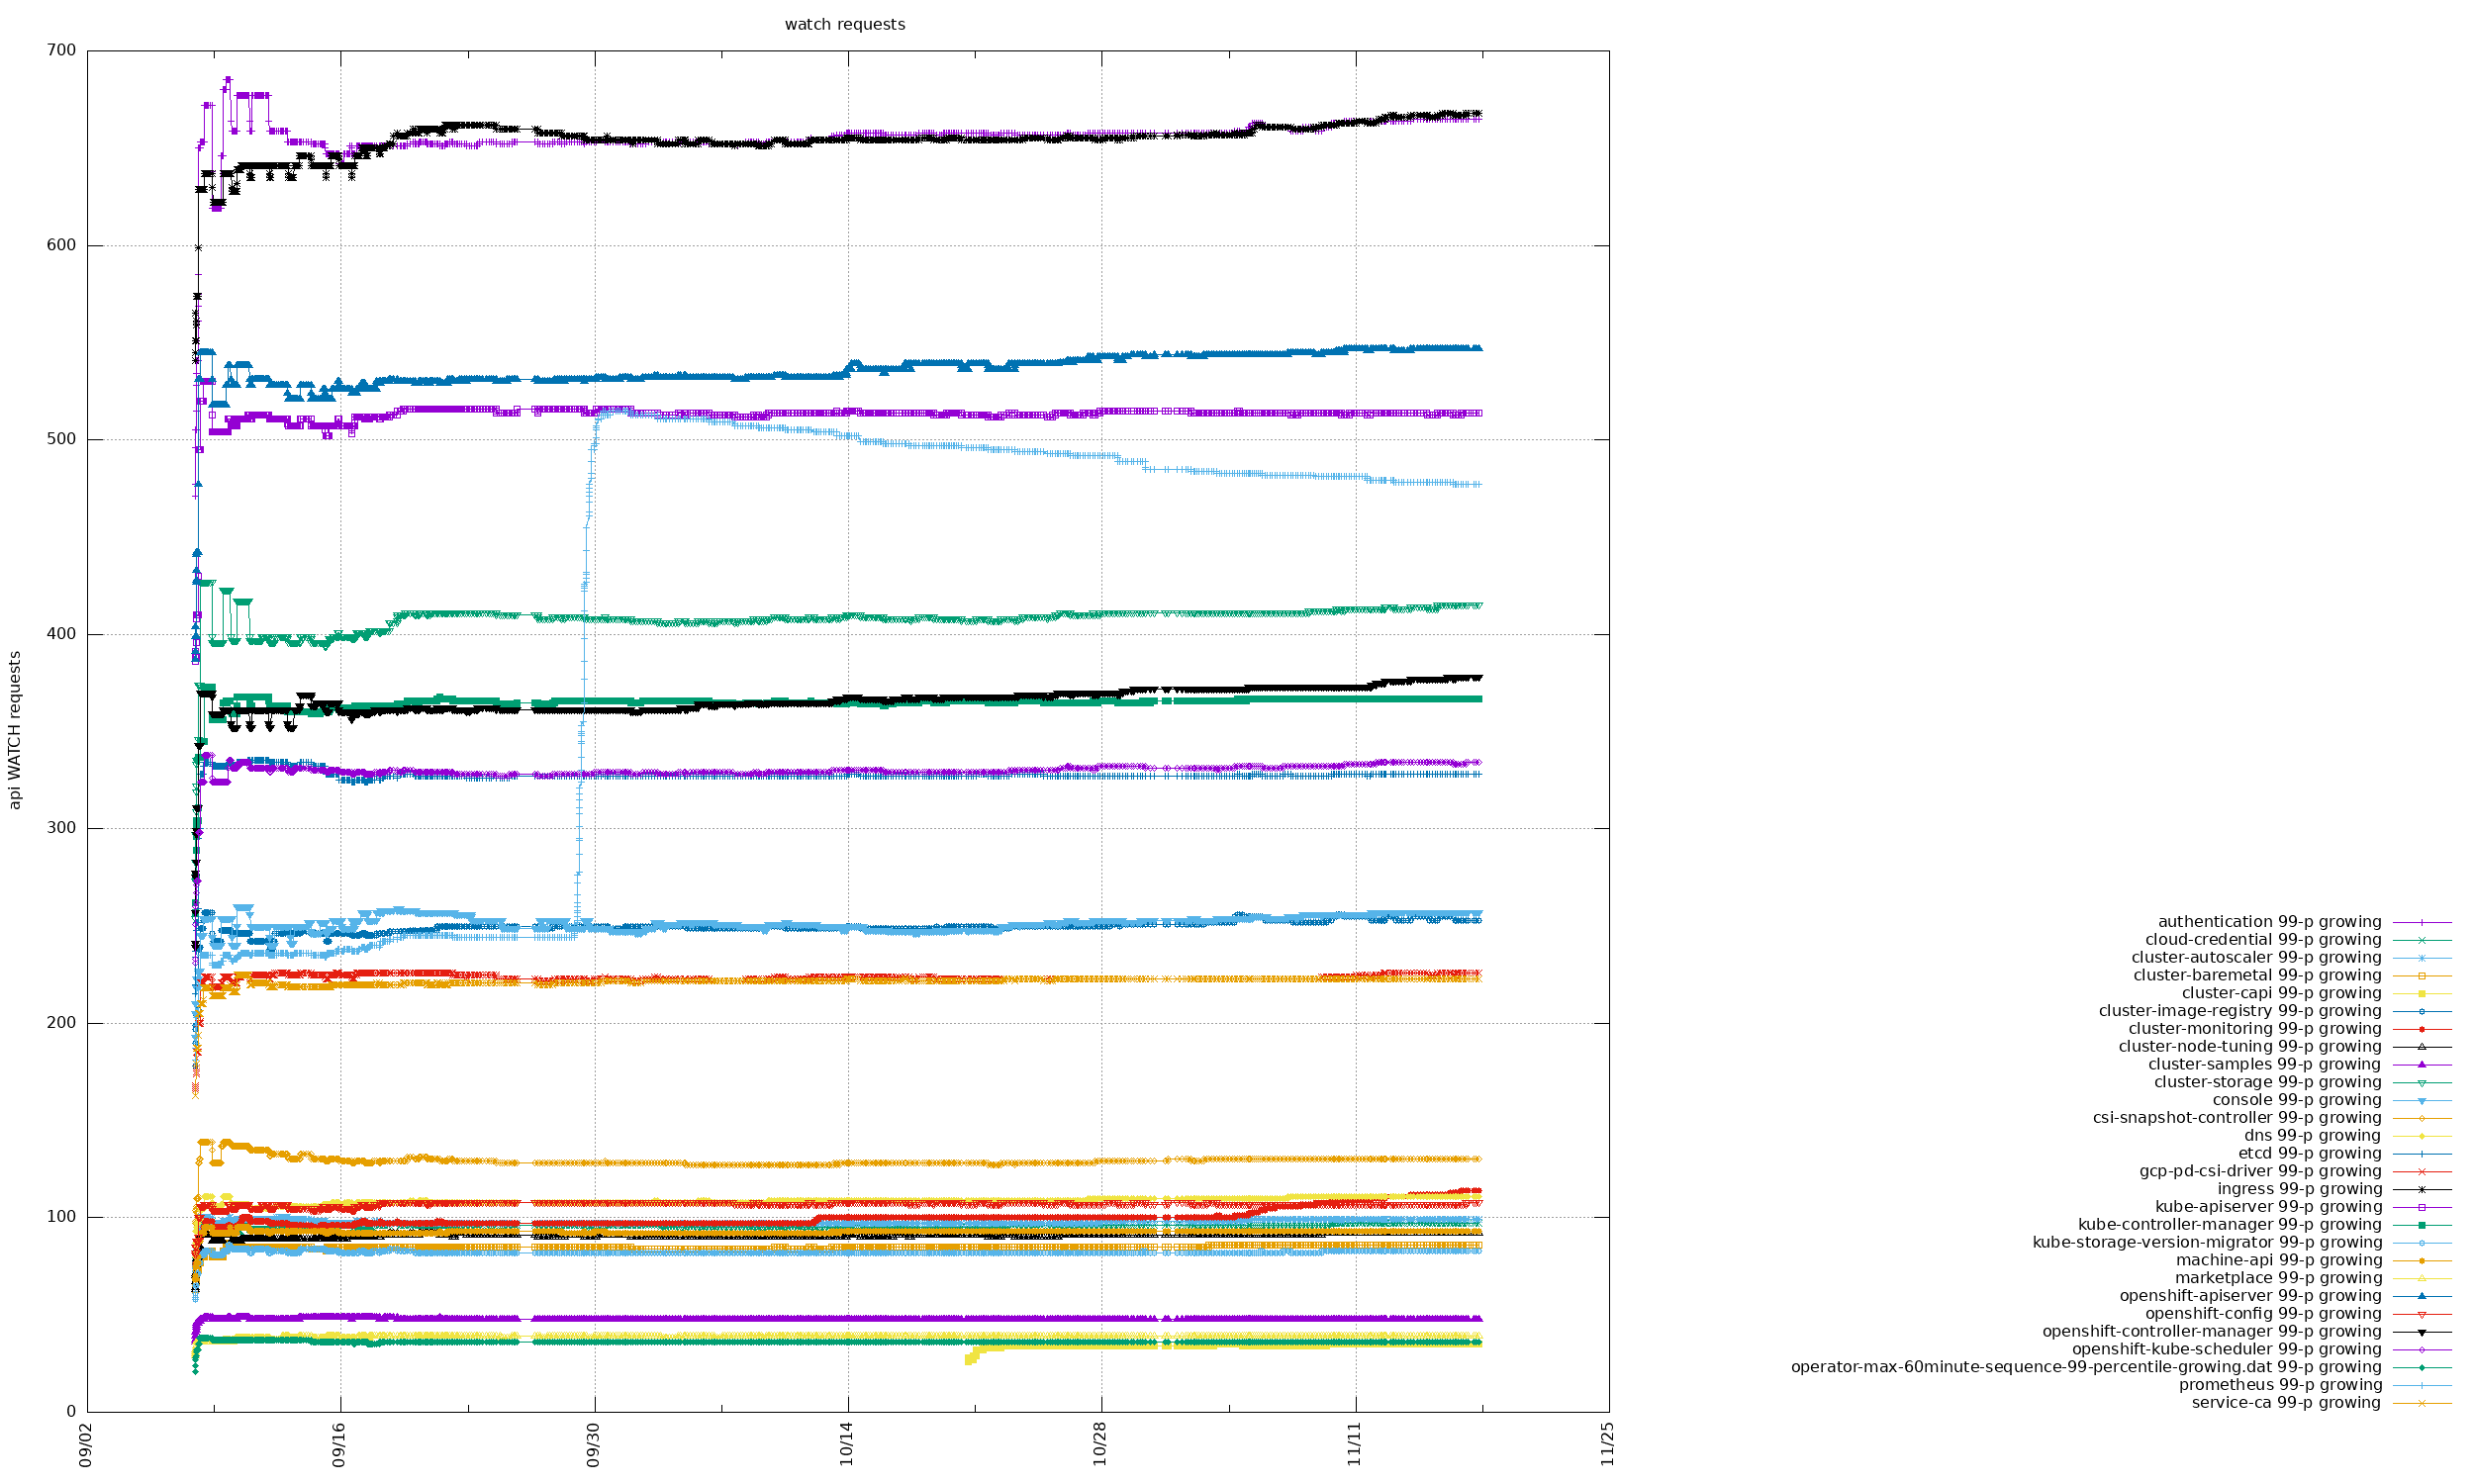 watch requests
700
600
500
400
300
200
100
0
api WATCH requests
09/02
09/16
09/30
10/14
10/28
11/11
11/25
authentication 99-p growing
cloud-credential 99-p growing
cluster-autoscaler 99-p growing
cluster-baremetal 99-p growing
cluster-capi 99-p growing
cluster-image-registry 99-p growing
cluster-monitoring 99-p growing
cluster-node-tuning 99-p growing
cluster-samples 99-p growing
cluster-storage 99-p growing
console 99-p growing
csi-snapshot-controller 99-p growing
dns 99-p growing
etcd 99-p growing
gcp-pd-csi-driver 99-p growing
ingress 99-p growing
kube-apiserver 99-p growing
kube-controller-manager 99-p growing
kube-storage-version-migrator 99-p growing
machine-api 99-p growing
marketplace 99-p growing
openshift-apiserver 99-p growing
openshift-config 99-p growing
openshift-controller-manager 99-p growing
openshift-kube-scheduler 99-p growing
operator-max-60minute-sequence-99-percentile-growing.dat 99-p growing
prometheus 99-p growing
service-ca 99-p growing